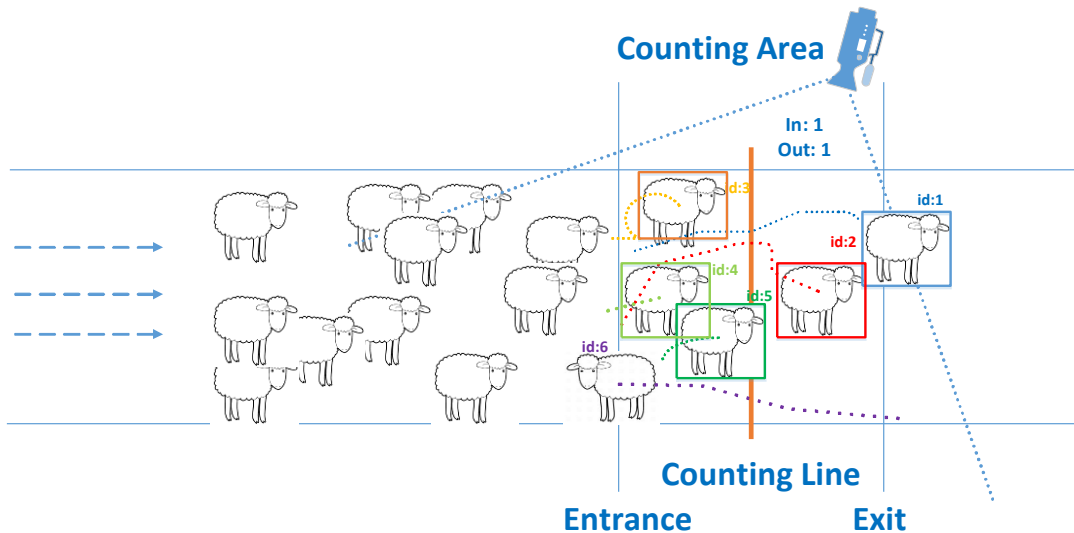 Counting Area
In: 1
Out: 1
id:3
id:1
id:2
id:4
id:5
id:6
Counting Line
Entrance
Exit